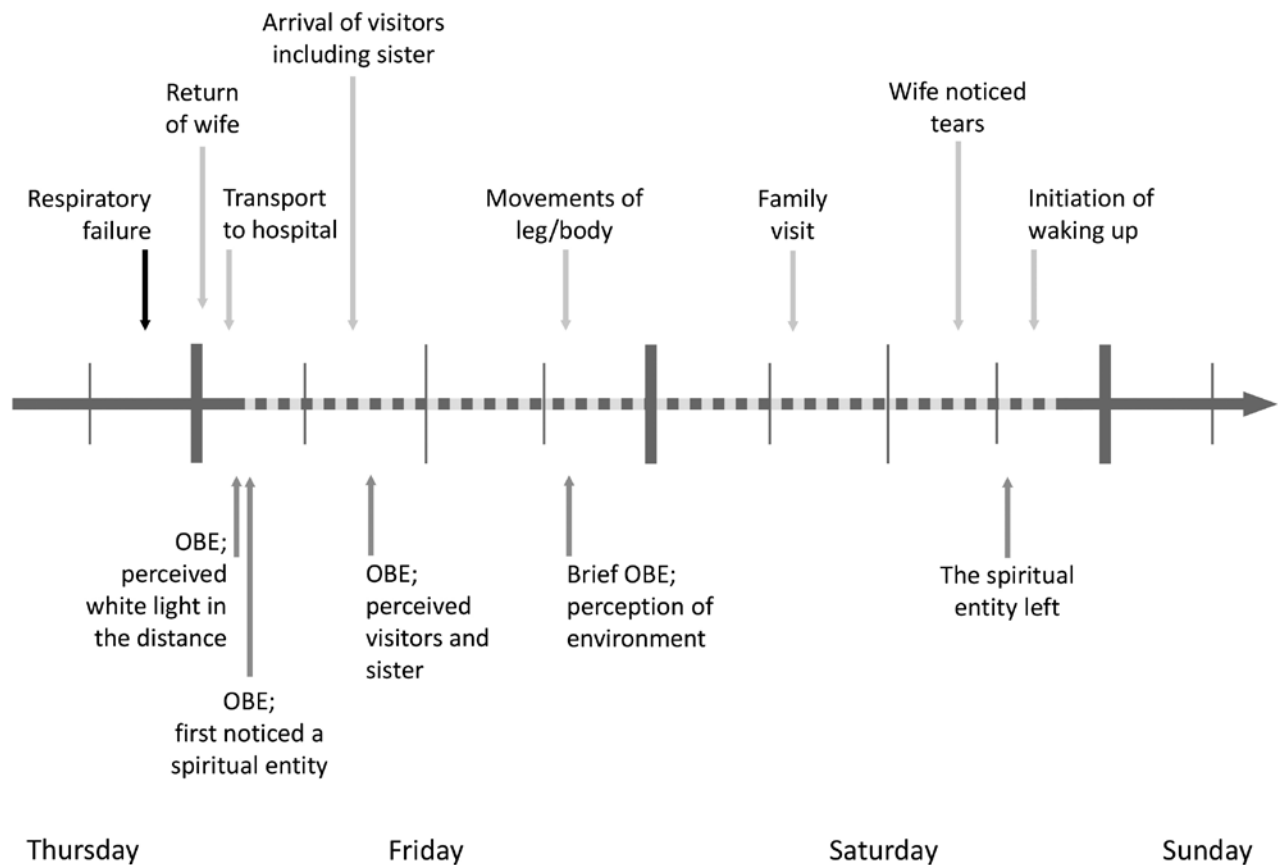 Arrival of visitors
including sister
Return
of wife
Wife noticed
tears
Respiratory
failure
Transport
to hospital
Movements of
leg/body
Family
visit
Initiation of
waking up
OBE;
perceived
white light in
the distance
OBE;
first noticed a
spiritual entity
OBE;
perceived
visitors and
sister
Brief OBE;
perception of
environment
The spiritual
entity left
Thursday
Friday
Saturday
Sunday